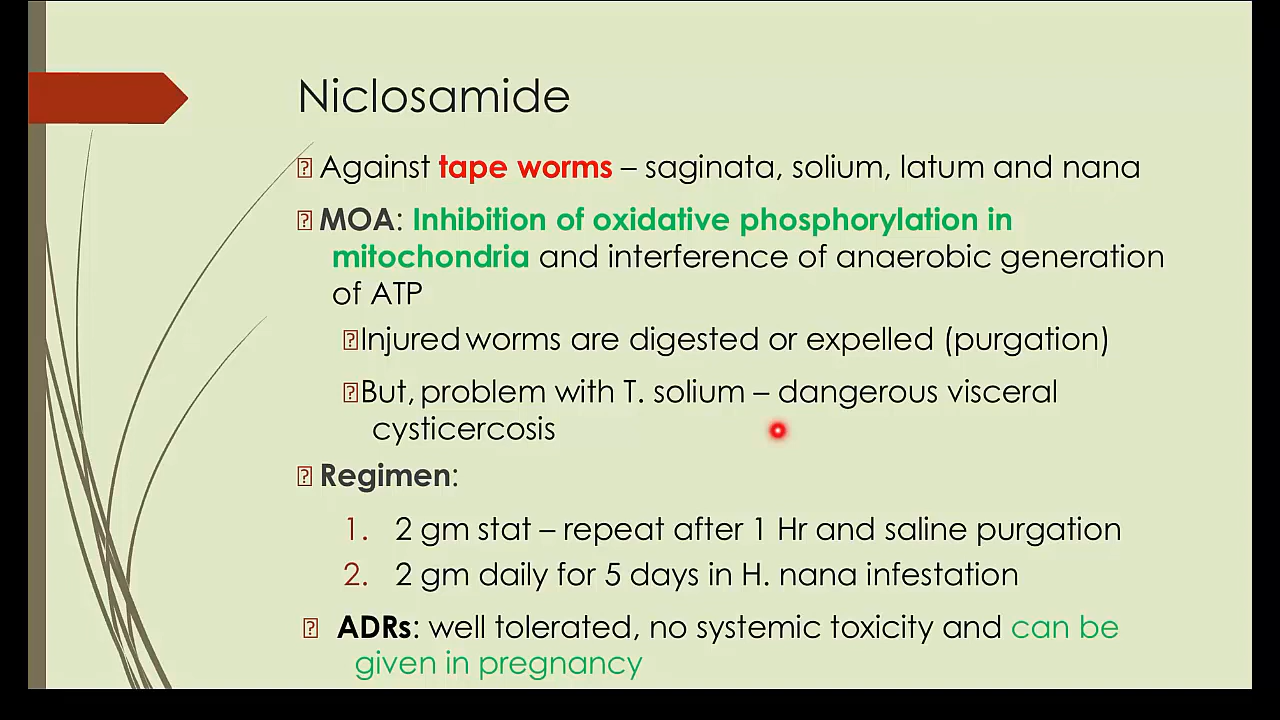 Niclosamide
Against tape worms – saginata, solium, latum and nana
MOA: Inhibition of oxidative phosphorylation in
mitochondria and interference of anaerobic generation
of ATP
Injured worms are digested or expelled (purgation)
But, problem with T. solium – dangerous visceral
cysticercosis
Regimen:
1. 2 gm stat – repeat after 1 Hr and saline purgation
2. 2 gm daily for 5 days in H. nana infestation
ADRs: well tolerated, no systemic toxicity and can be
given in pregnancy